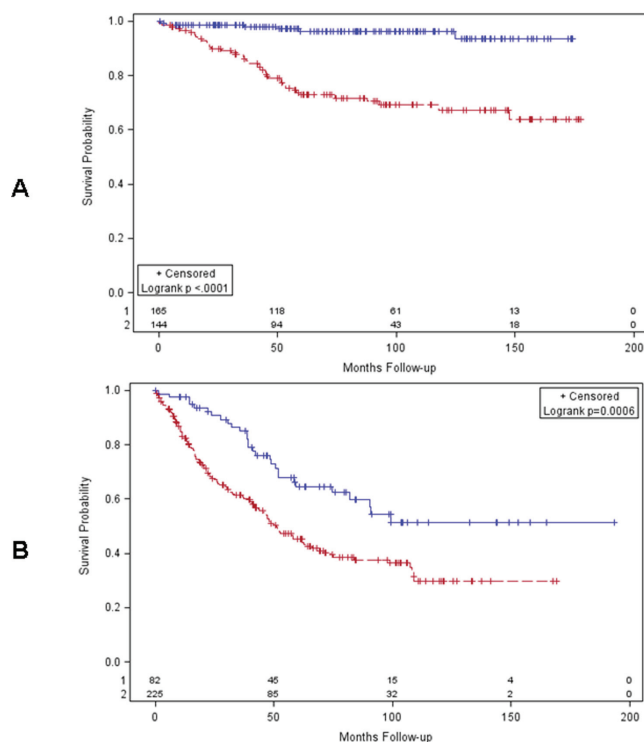 A
Survival Probability
1.0
0.8
0.6
0.4
0.2
0.0
+ Censored
Logrank p <.0001
1 165 118 61 13 0
2 144 94 43 18 0
0 50 100 150 200
Months Follow-up
B
Survival Probability
1.0
0.8
0.6
0.4
0.2
0.0
+ Censored
Logrank p=0.0006
1 82 45 15 4 0
2 225 85 32 2 0
0 50 100 150 200
Months Follow-up